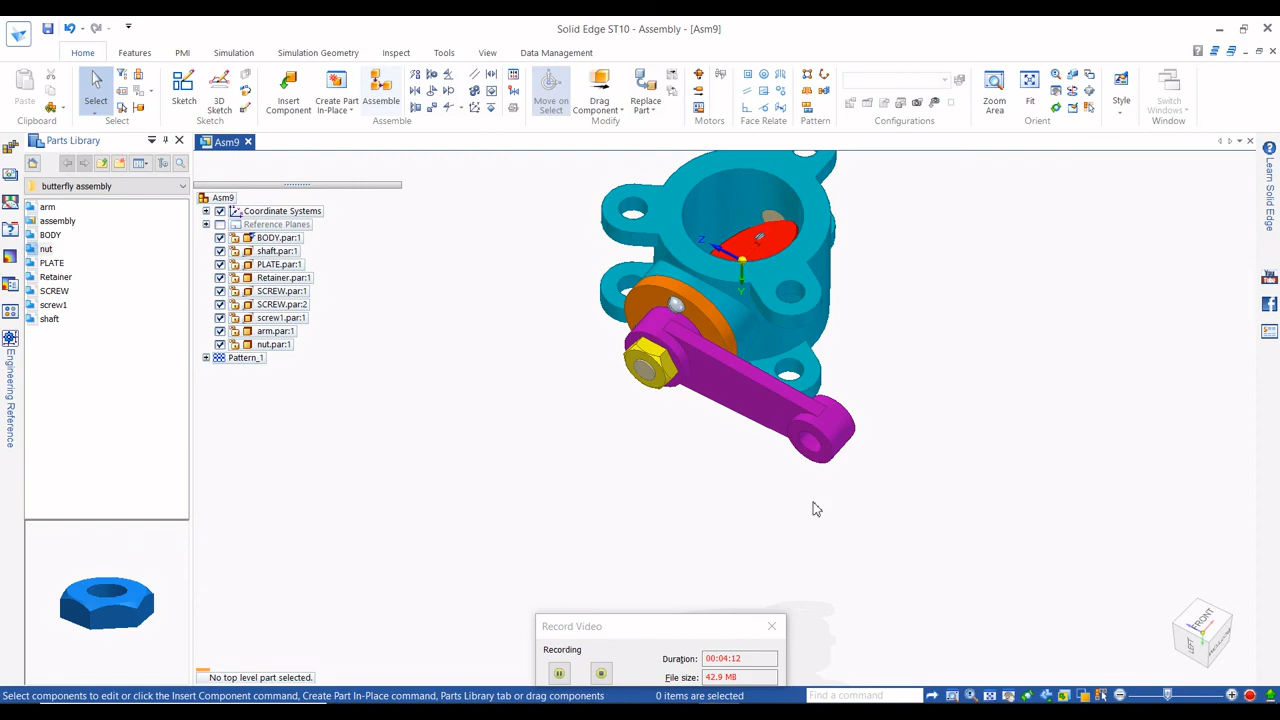 Solid Edge ST10 - Assembly - [Asm9]
Home
Features
PMI
Simulation
Simulation Geometry
Inspect
Tools
View
Data Management
Paste
Select
Sketch
3D Sketch
Insert Component
Create Part In-Place
Assemble
Move on Select
Drag Component
Replace Part
Zoom Area
Fit
Style
Switch Windows
Clipboard
Select
Sketch
Assemble
Modify
Motors
Face Relate
Pattern
Configurations
Orient
Window
Parts Library
Asm9
butterfly assembly
arm
assembly
BODY
nut
PLATE
Retainer
SCREW
screw1
shaft
Engineering Reference
Asm9
Coordinate Systems
Reference Planes
BODY.par:1
shaft.par:1
PLATE.par:1
Retainer.par:1
SCREW.par:1
SCREW.par:2
screw1.par:1
arm.par:1
nut.par:1
Pattern_1
Z
Y
Learn Solid Edge
FRONT
LEFT
Record Video
Recording
Duration: 00:04:12
File size: 42.9 MB
No top level part selected.
Select components to edit or click the Insert Component command, Create Part In-Place command, Parts Library tab or drag components
0 items are selected
Find a command